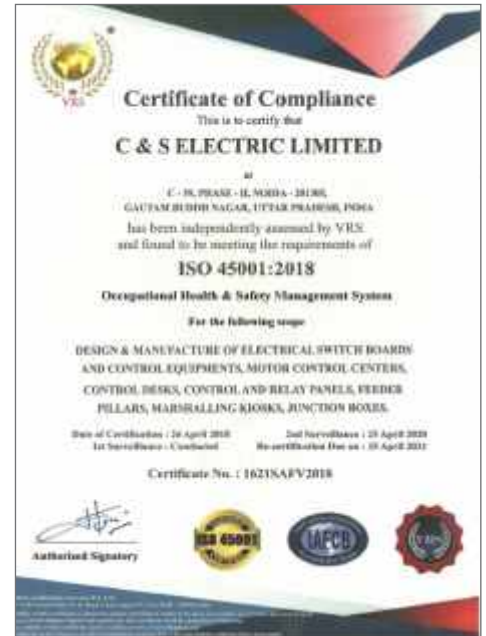 VRS
Certificate of Compliance
This is to certify that
C & S ELECTRIC LIMITED
at
PHASE - II, NOIDA - 201305,
GAUTAM BUDDH NAGAR, UTTAR PRADESH, INDIA
has been independently assessed by VRS
and found to be meeting the requirements of
ISO 45001:2018
Occupational Health & Safety Management System
For the following scope
DESIGN & MANUFACTURE OF ELECTRICAL SWITCH BOARDS
AND CONTROL EQUIPMENTS, MOTOR CONTROL CENTERS,
CONTROL DESKS, CONTROL AND RELAY PANELS, FEEDER
PILLARS, MARSHALLING KIOSKS, JUNCTION BOXES.
Date of Certification : 26 April 2018 2nd Surveillance : 25 April 2020
1st Surveillance : Conducted Re-certification Due on : April 2021
Certificate No. : 1621SAFV2018
Authorised Signatory
ISO 45001
IAFCB
VRS